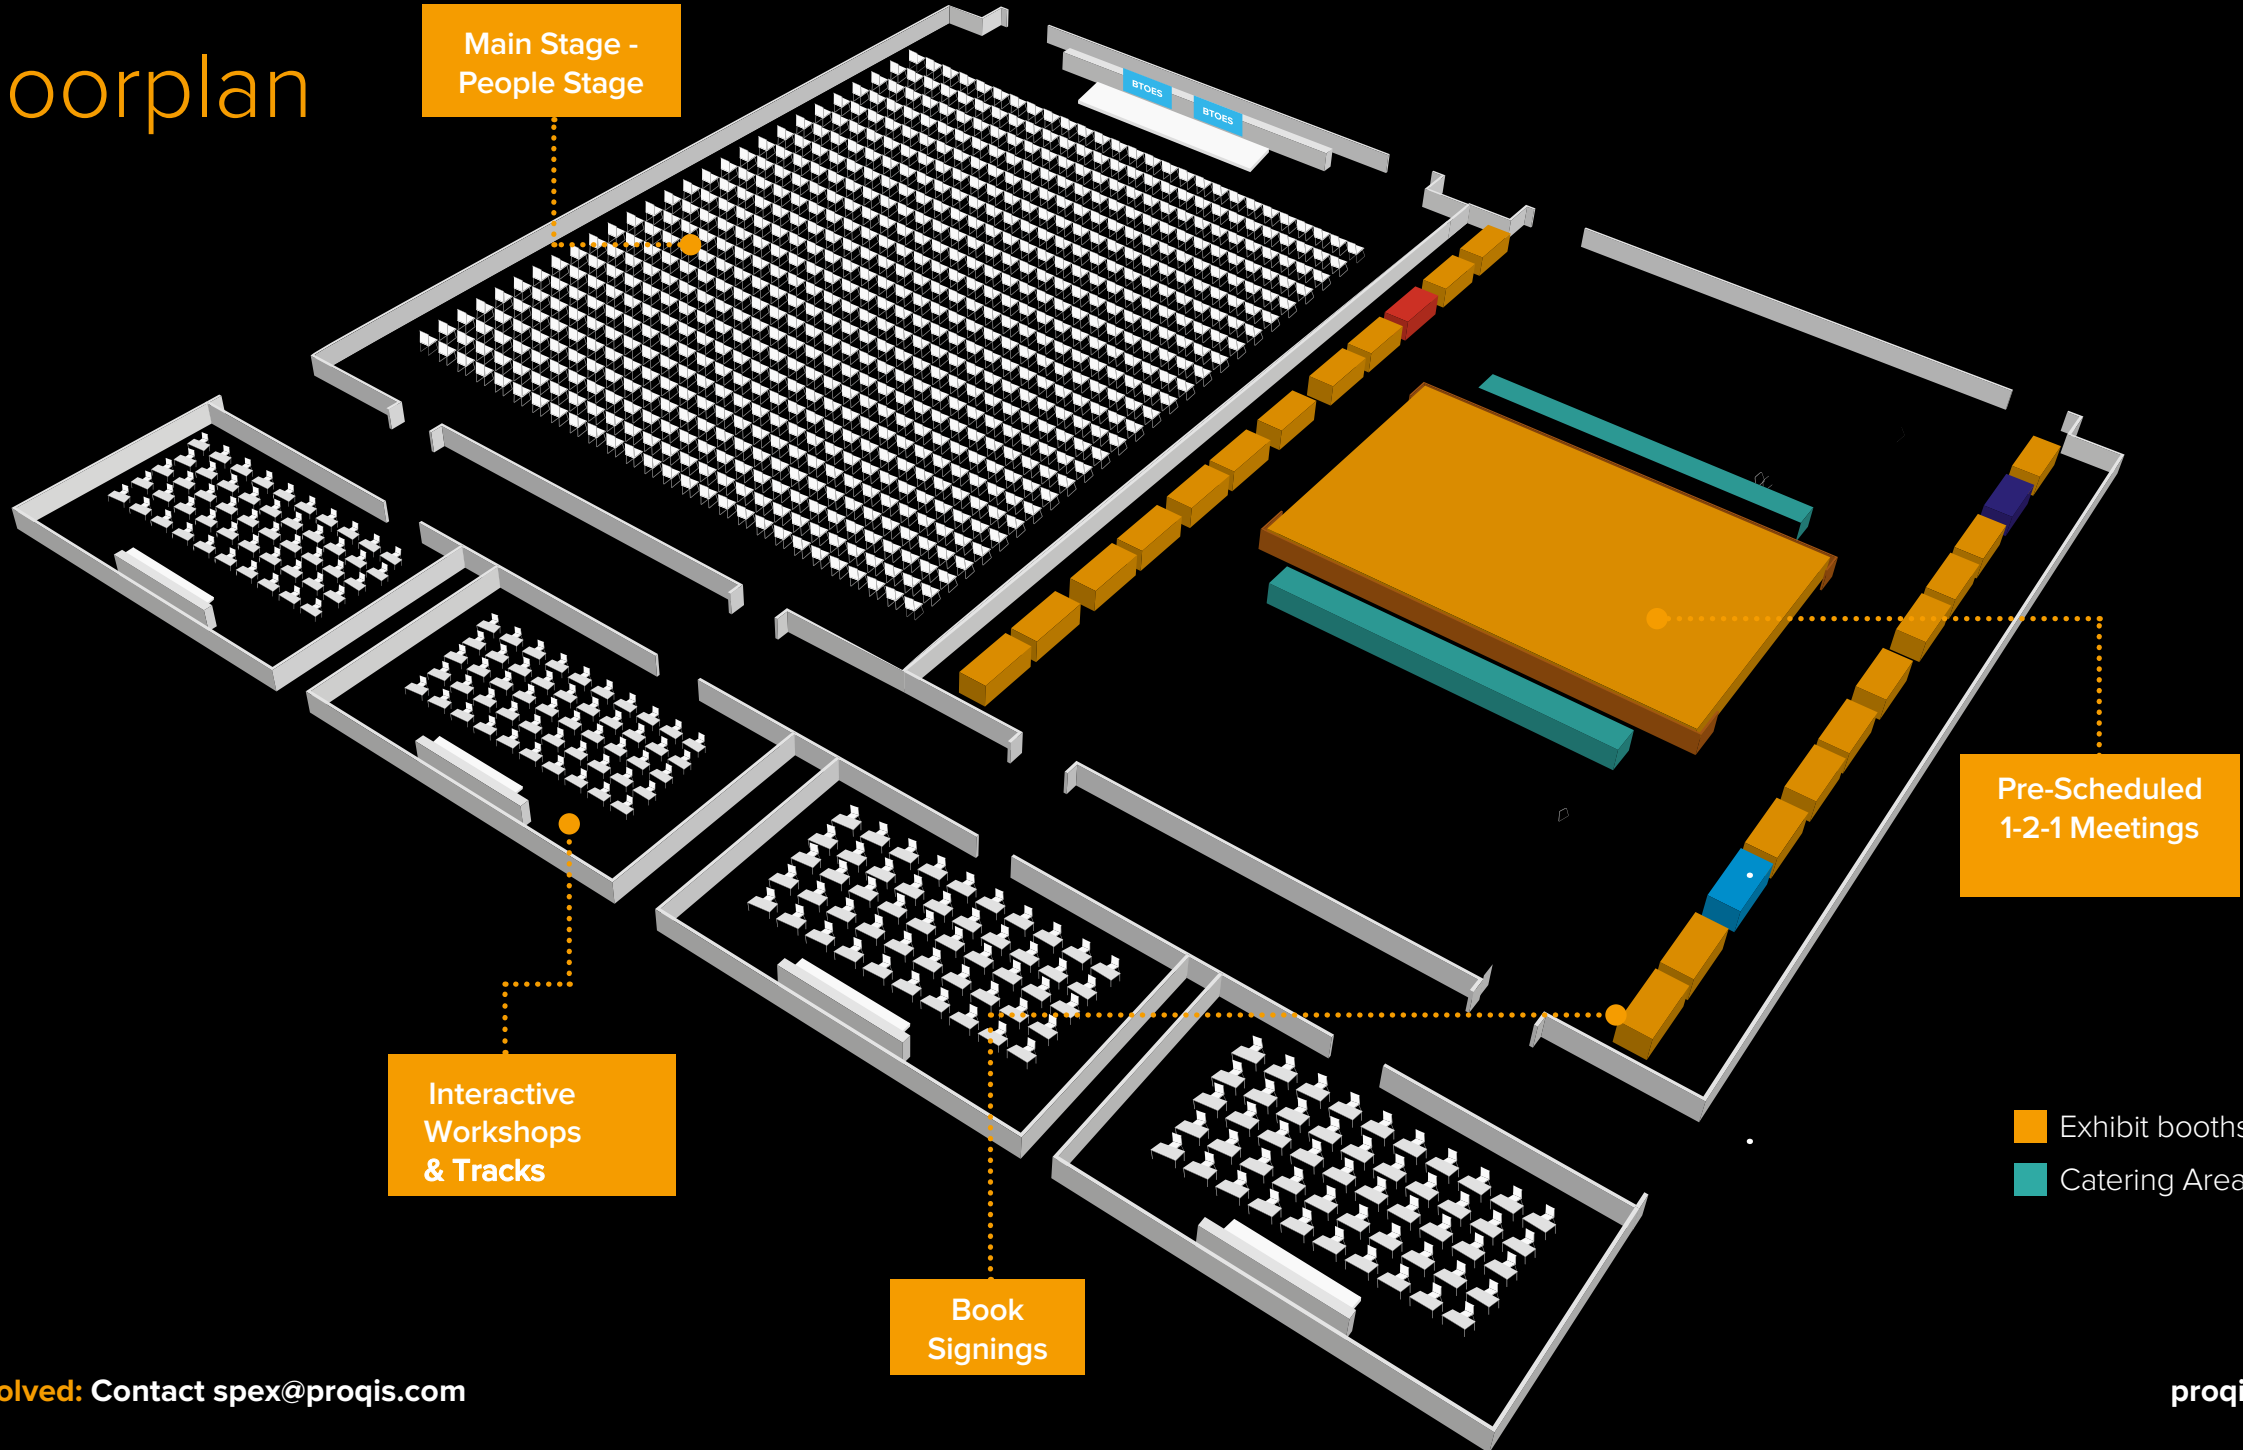 oorplan
Main Stage -
People Stage
BTOES
BTOES
Pre-Scheduled
1-2-1 Meetings
Interactive
Workshops
& Tracks
Book
Signings
Exhibit booths
Catering Area
olved: Contact spex@proqis.com
proqi